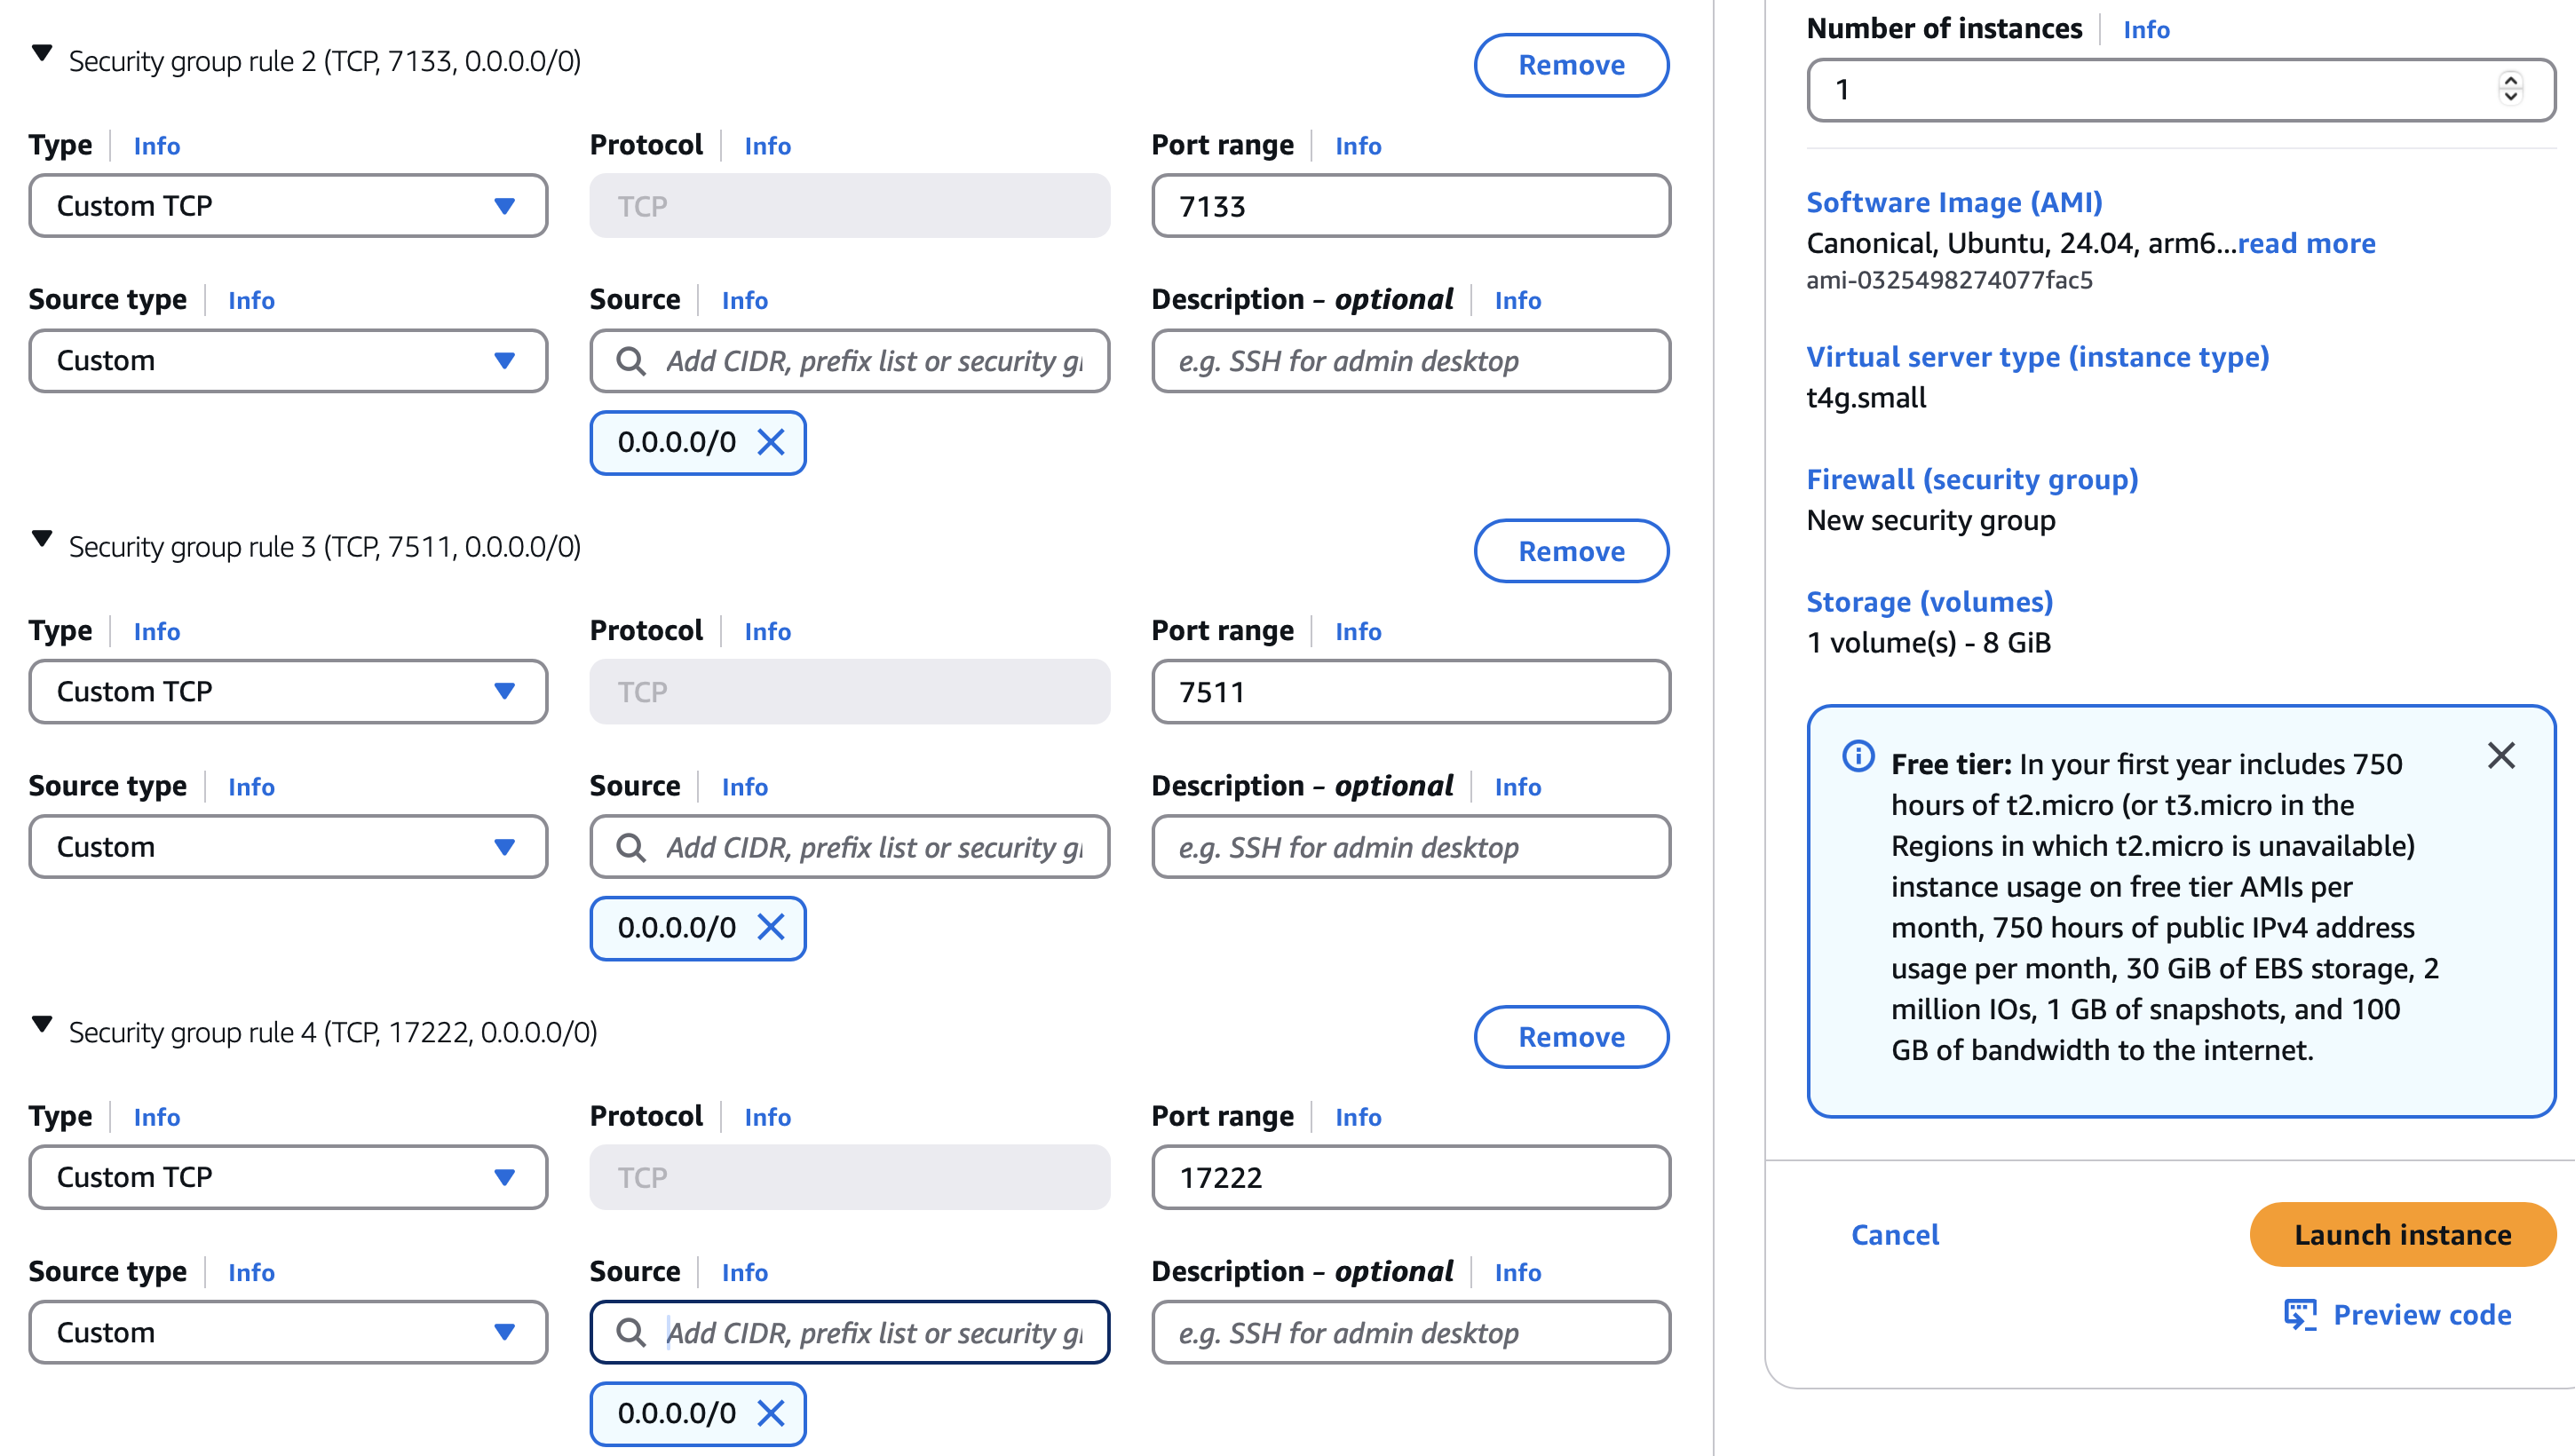 Security group rule 2 (TCP, 7133, 0.0.0.0/0)
Remove
Type Info
Protocol Info
Port range Info
Custom TCP
TCP
7133
Source type Info
Source Info
Description – optional Info
Custom
Add CIDR, prefix list or security g
e.g. SSH for admin desktop
0.0.0.0/0
Security group rule 3 (TCP, 7511, 0.0.0.0/0)
Remove
Type Info
Protocol Info
Port range Info
Custom TCP
TCP
7511
Source type Info
Source Info
Description – optional Info
Custom
Add CIDR, prefix list or security g
e.g. SSH for admin desktop
0.0.0.0/0
Security group rule 4 (TCP, 17222, 0.0.0.0/0)
Remove
Type Info
Protocol Info
Port range Info
Custom TCP
TCP
17222
Source type Info
Source Info
Description – optional Info
Custom
Add CIDR, prefix list or security g
e.g. SSH for admin desktop
0.0.0.0/0
Number of instances Info
1
Software Image (AMI)
Canonical, Ubuntu, 24.04, arm6...read more
ami-0325498274077fac5
Virtual server type (instance type)
t4g.small
Firewall (security group)
New security group
Storage (volumes)
1 volume(s) - 8 GiB
Free tier: In your first year includes 750
hours of t2.micro (or t3.micro in the
Regions in which t2.micro is unavailable)
instance usage on free tier AMIs per
month, 750 hours of public IPv4 address
usage per month, 30 GiB of EBS storage, 2
million IOs, 1 GB of snapshots, and 100
GB of bandwidth to the internet.
Cancel
Launch instance
Preview code